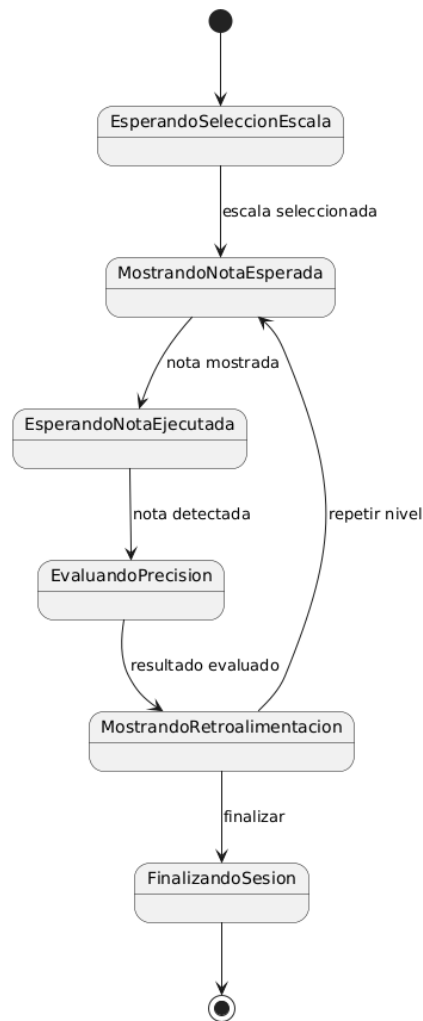 EsperandoSeleccionEscala
escala seleccionada
MostrandoNotaEsperada
nota mostrada
EsperandoNotaEjecutada
nota detectada
repetir nivel
EvaluandoPrecision
resultado evaluado
MostrandoRetroalimentacion
finalizar
FinalizandoSesion